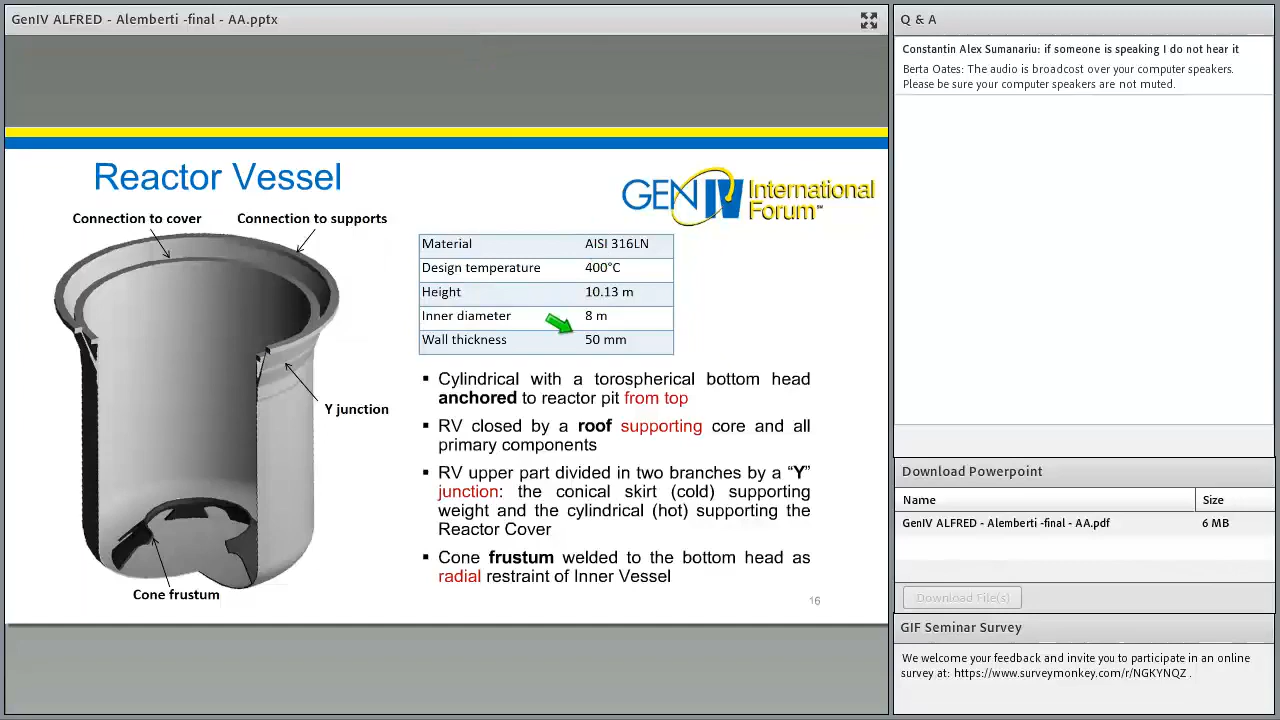 GenIV ALFRED - Alemberti -final - AA.pptx
Reactor Vessel
GEN IV International
Forum™
Connection to cover
Connection to supports
Y junction
Cone frustum
Material AISI 316LN
Design temperature 400°C
Height 10.13 m
Inner diameter 8 m
Wall thickness 50 mm
▪ Cylindrical with a torospherical bottom head
anchored to reactor pit from top
▪ RV closed by a roof supporting core and all
primary components
▪ RV upper part divided in two branches by a “Y”
junction: the conical skirt (cold) supporting
weight and the cylindrical (hot) supporting the
Reactor Cover
▪ Cone frustum welded to the bottom head as
radial restraint of Inner Vessel
16
Q & A
Constantin Alex Sumanariu: if someone is speaking I do not hear it
Berta Oates: The audio is broadcast over your computer speakers.
Please be sure your computer speakers are not muted.
Download Powerpoint
Name Size
GenIV ALFRED - Alemberti -final - AA.pdf 6 MB
Download File(s)
GIF Seminar Survey
We welcome your feedback and invite you to participate in an online
survey at: https://www.surveymonkey.com/r/NGKYNQZ .